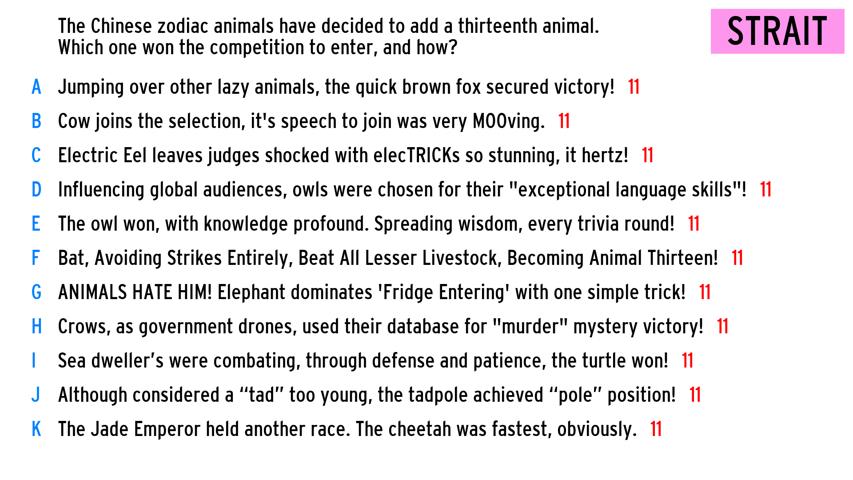 The Chinese zodiac animals have decided to add a thirteenth animal.
Which one won the competition to enter, and how?
STRAIT
A Jumping over other lazy animals, the quick brown fox secured victory! 11
B Cow joins the selection, it's speech to join was very MOOving. 11
C Electric Eel leaves judges shocked with elecTRICKs so stunning, it hertz! 11
D Influencing global audiences, owls were chosen for their "exceptional language skills"! 11
E The owl won, with knowledge profound. Spreading wisdom, every trivia round! 11
F Bat, Avoiding Strikes Entirely, Beat All Lesser Livestock, Becoming Animal Thirteen! 11
G ANIMALS HATE HIM! Elephant dominates 'Fridge Entering' with one simple trick! 11
H Crows, as government drones, used their database for "murder" mystery victory! 11
I Sea dweller’s were combating, through defense and patience, the turtle won! 11
J Although considered a “tad” too young, the tadpole achieved “pole” position! 11
K The Jade Emperor held another race. The cheetah was fastest, obviously. 11